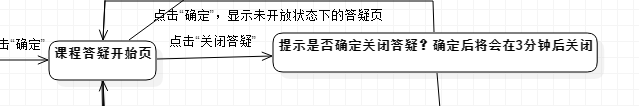 点击“确定”，显示未开放状态下的答疑页
击“确定”
点击“关闭答疑”
课程答疑开始页
提示是否确定关闭答疑？确定后将会在3分钟后关闭